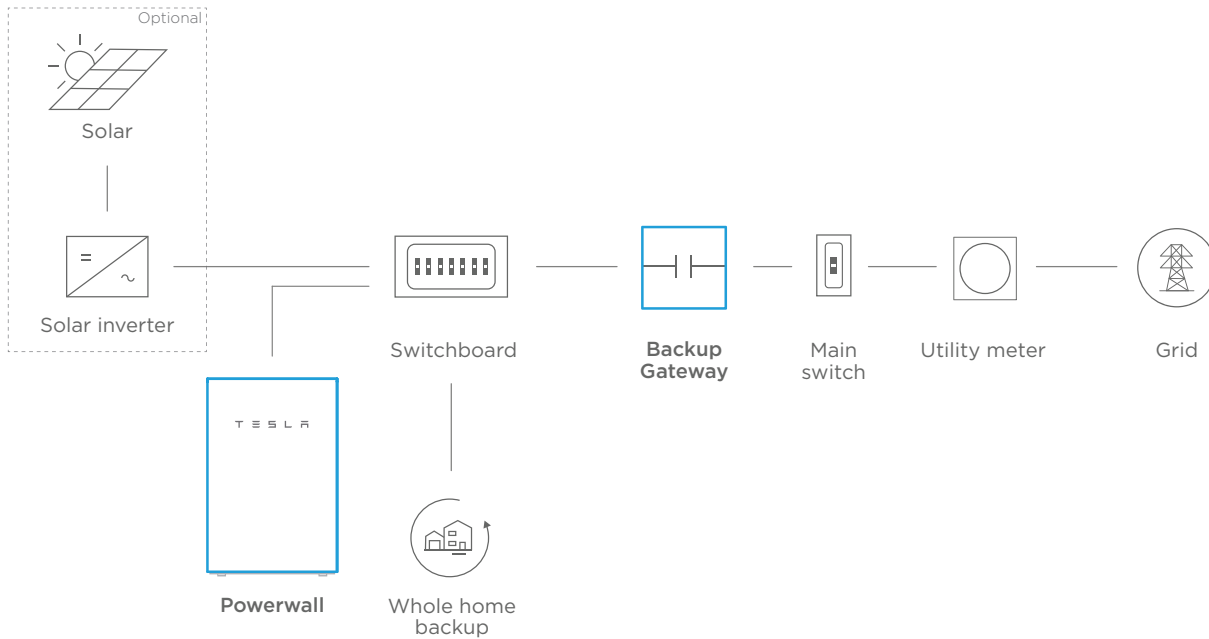 Optional
Solar
Solar inverter
Switchboard
Backup
Gateway
Main
switch
Utility meter
Grid
TESLA
Powerwall
Whole home
backup